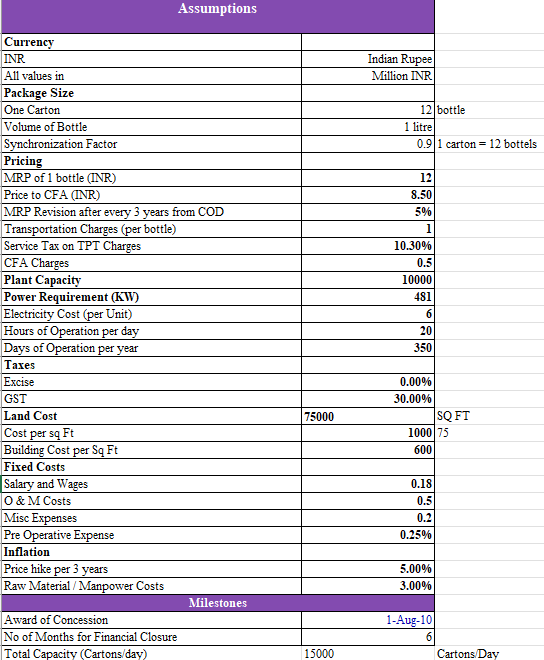 Assumptions
Currency
INR Indian Rupee
All values in Million INR
Package Size
One Carton 12 bottle
Volume of Bottle 1 litre
Synchronization Factor 0.9 1 carton = 12 bottels
Pricing
MRP of 1 bottle (INR) 12
Price to CFA (INR) 8.50
MRP Revision after every 3 years from COD 5%
Transportation Charges (per bottle) 1
Service Tax on TPT Charges 10.30%
CFA Charges 0.5
Plant Capacity 10000
Power Requirement (KW) 481
Electricity Cost (per Unit) 6
Hours of Operation per day 20
Days of Operation per year 350
Taxes
Excise 0.00%
GST 30.00%
Land Cost 75000 SQ FT
Cost per sq Ft 1000 75
Building Cost per Sq Ft 600
Fixed Costs
Salary and Wages 0.18
O & M Costs 0.5
Misc Expenses 0.2
Pre Operative Expense 0.25%
Inflation
Price hike per 3 years 5.00%
Raw Material / Manpower Costs 3.00%
Milestones
Award of Concession 1-Aug-10
No of Months for Financial Closure 6
Total Capacity (Cartons/day) 15000 Cartons/Day